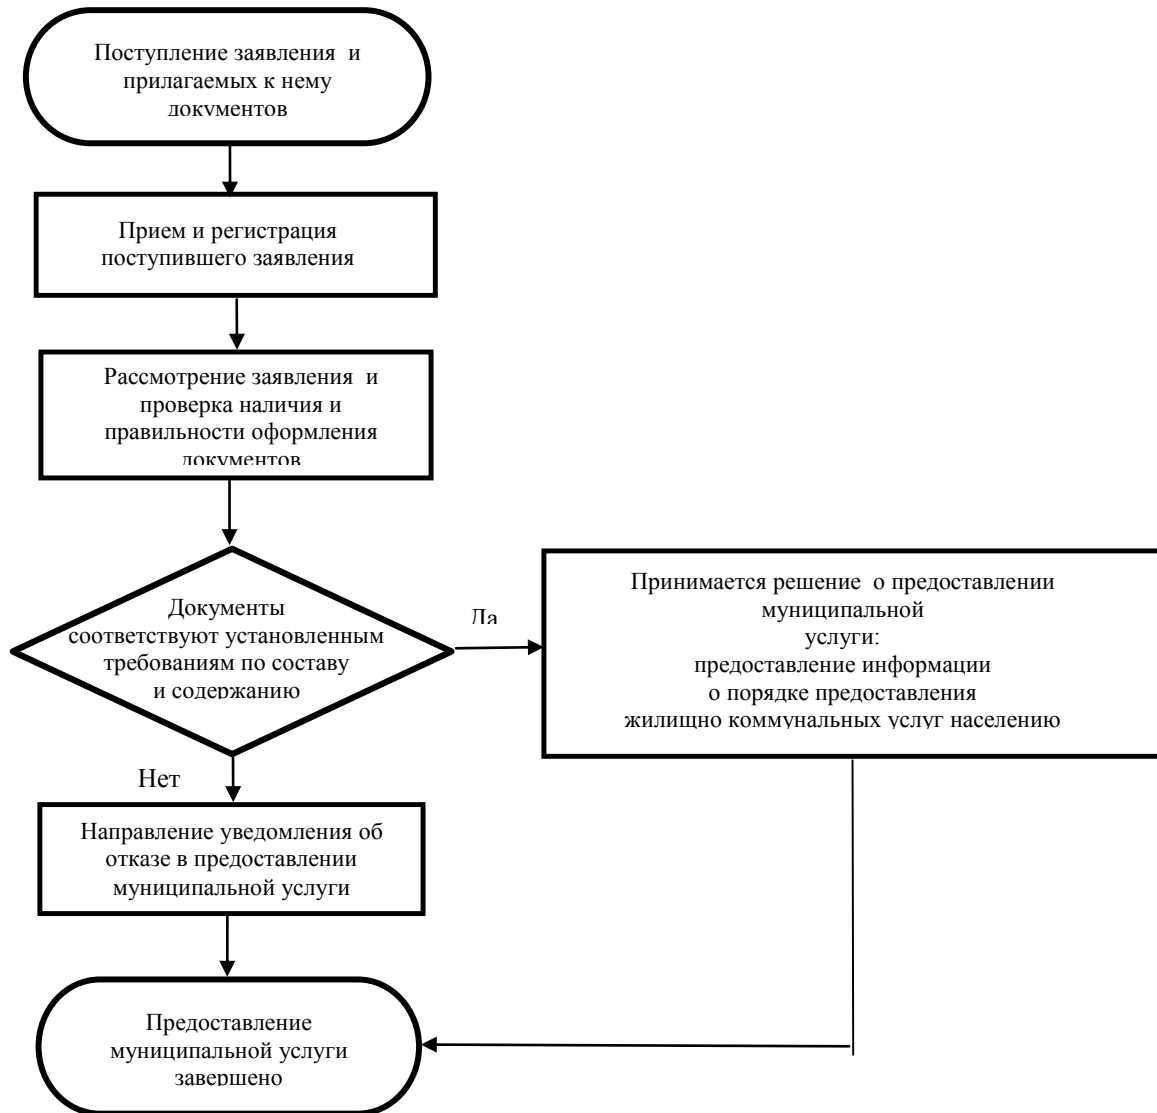 Поступление заявления и
прилагаемых к нему
документов
Прием и регистрация
поступившего заявления
Рассмотрение заявления и
проверка наличия и
правильности оформления
документов
Документы
соответствуют установленным
требованиям по составу
и содержанию
Да
Принимается решение о предоставлении
муниципальной
услуги:
предоставление информации
о порядке предоставления
жилищно коммунальных услуг населению
Нет
Направление уведомления об
отказе в предоставлении
муниципальной услуги
Предоставление
муниципальной услуги
завершено